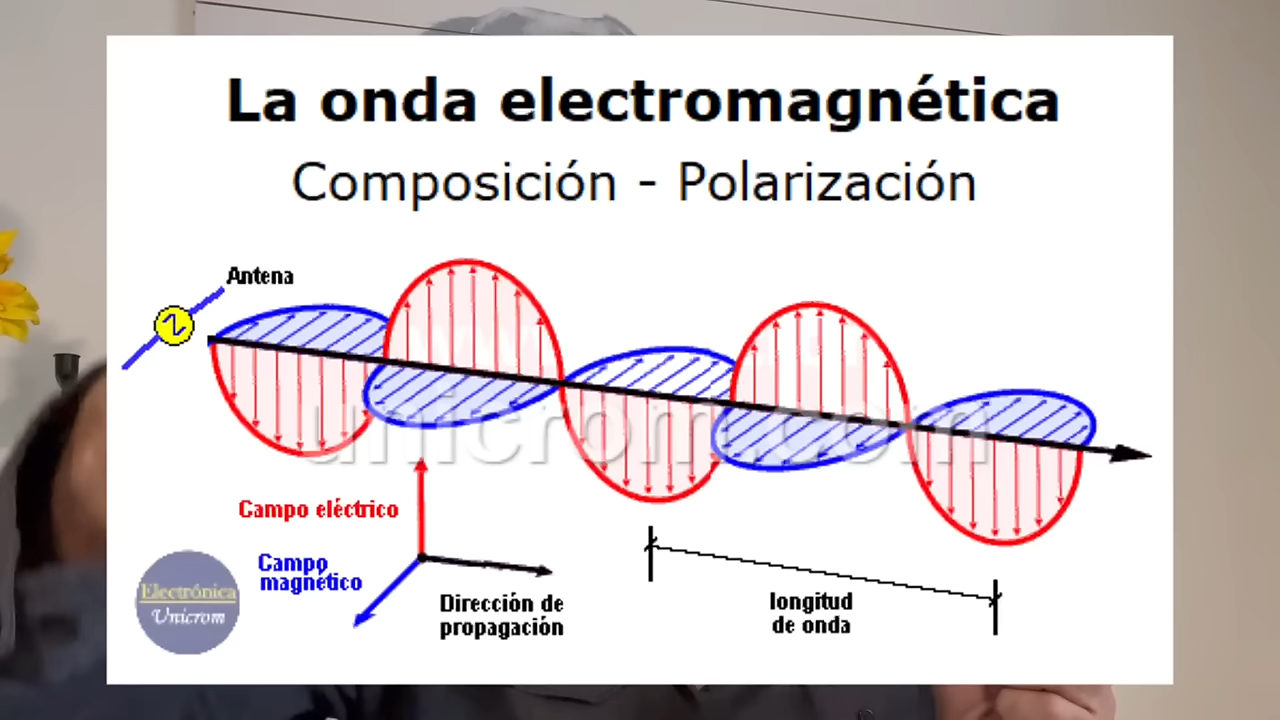 La onda electromagnética
Composición - Polarización
Antena
unicrom.com
Campo eléctrico
Campo
magnético
Dirección de
propagación
longitud
de onda
Electrónica
Unicrom